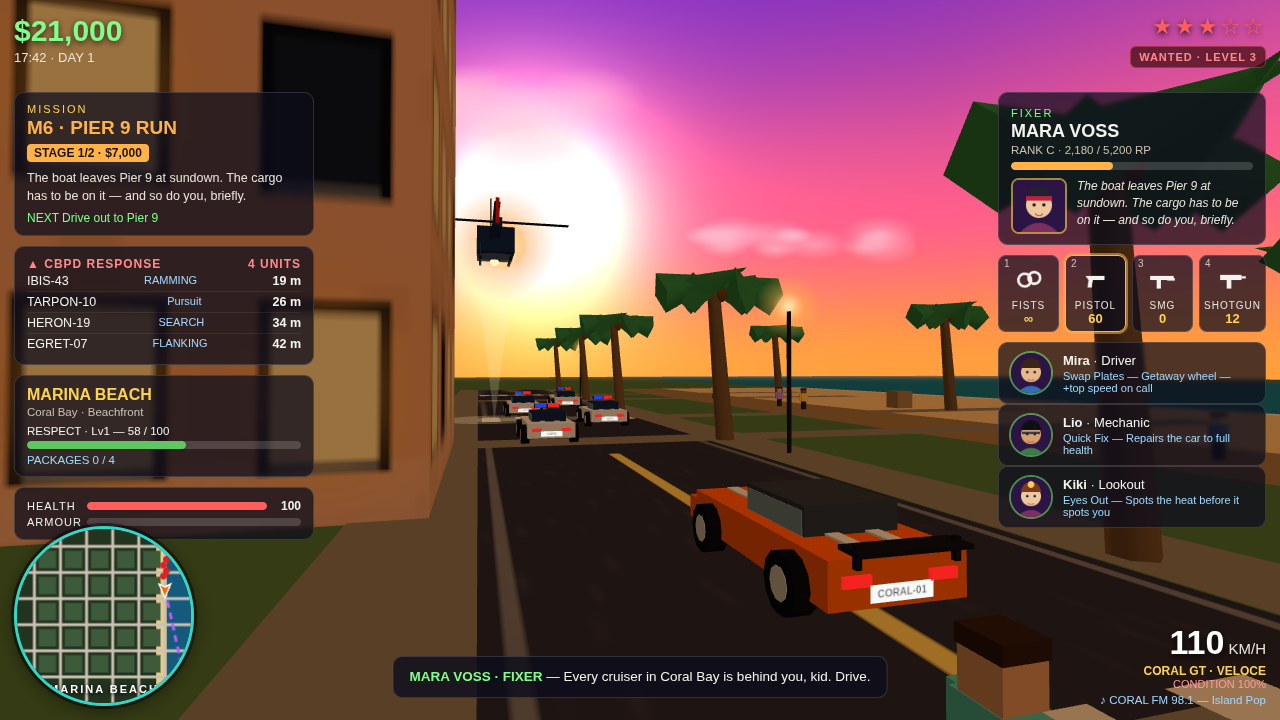 $21,000
17:42 · DAY 1
★★★☆☆
WANTED · LEVEL 3
MISSION
M6 · PIER 9 RUN
STAGE 1/2 · $7,000
The boat leaves Pier 9 at sundown. The cargo
has to be on it — and so do you, briefly.
NEXT Drive out to Pier 9
▲ CBPD RESPONSE 4 UNITS
IBIS-43 RAMMING 19 m
TARPON-10 Pursuit 26 m
HERON-19 SEARCH 34 m
EGRET-07 FLANKING 42 m
MARINA BEACH
Coral Bay · Beachfront
RESPECT · Lv1 — 58 / 100
PACKAGES 0 / 4
HEALTH 100
ARMOUR
MARINA BEACH
FIXER
MARA VOSS
RANK C · 2,180 / 5,200 RP
The boat leaves Pier 9 at
sundown. The cargo has to be
on it — and so do you, briefly.
1 2 3 4
FISTS PISTOL SMG SHOTGUN
∞ 60 0 12
Mira · Driver
Swap Plates — Getaway wheel —
+top speed on call
Lio · Mechanic
Quick Fix — Repairs the car to full
health
Kiki · Lookout
Eyes Out — Spots the heat before it
spots you
CORAL-01
MARA VOSS · FIXER — Every cruiser in Coral Bay is behind you, kid. Drive.
110 KM/H
CORAL GT · VELOCE
CONDITION 100%
♪ CORAL FM 98.1 — Island Pop